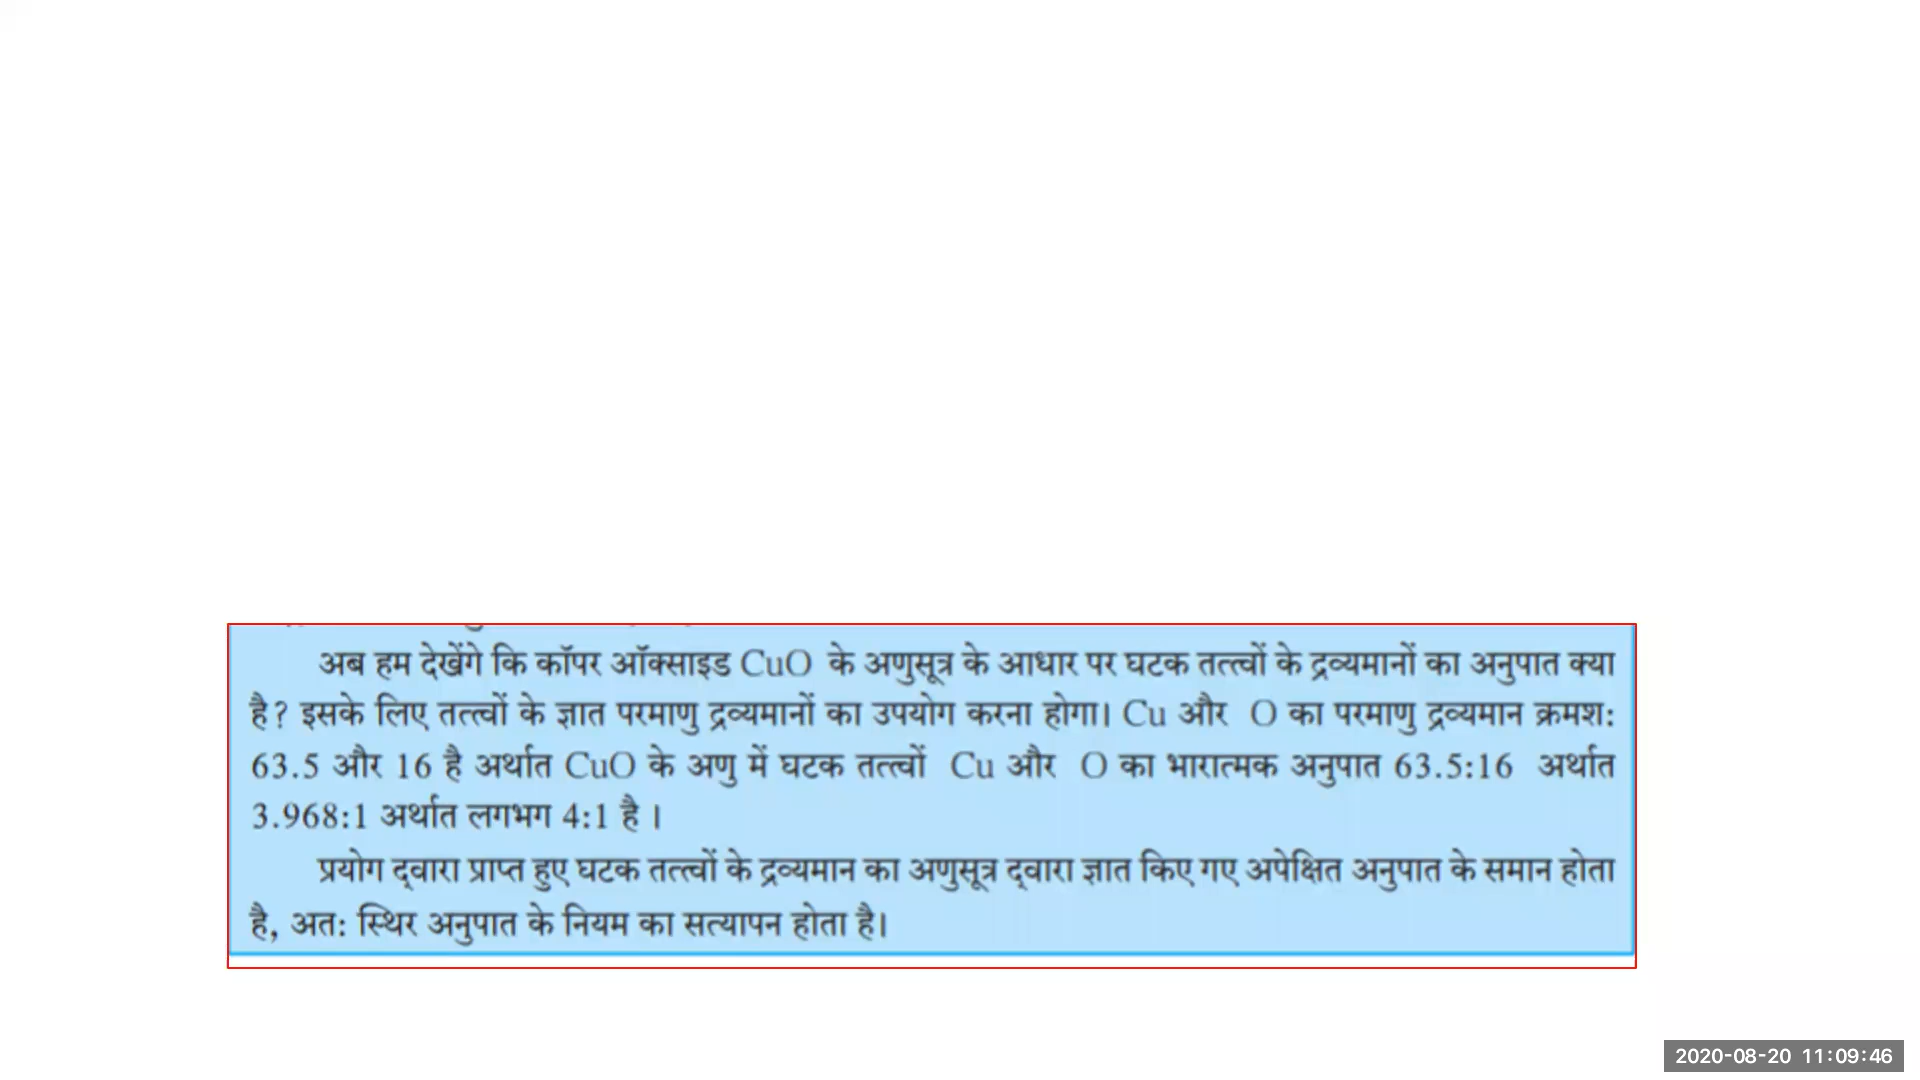 अब हम देखेंगे कि कॉपर ऑक्साइड CuO के अणुसूत्र के आधार पर घटक तत्त्वों के द्रव्यमानों का अनुपात क्या
है? इसके लिए तत्त्वों के ज्ञात परमाणु द्रव्यमानों का उपयोग करना होगा। Cu और O का परमाणु द्रव्यमान क्रमश:
63.5 और 16 है अर्थात CuO के अणु में घटक तत्त्वों Cu और O का भारात्मक अनुपात 63.5:16 अर्थात
3.968:1 अर्थात लगभग 4:1 है ।
प्रयोग द्वारा प्राप्त हुए घटक तत्त्वों के द्रव्यमान का अणुसूत्र द्वारा ज्ञात किए गए अपेक्षित अनुपात के समान होता
है, अत: स्थिर अनुपात के नियम का सत्यापन होता है।
2020-08-20 11:09:46